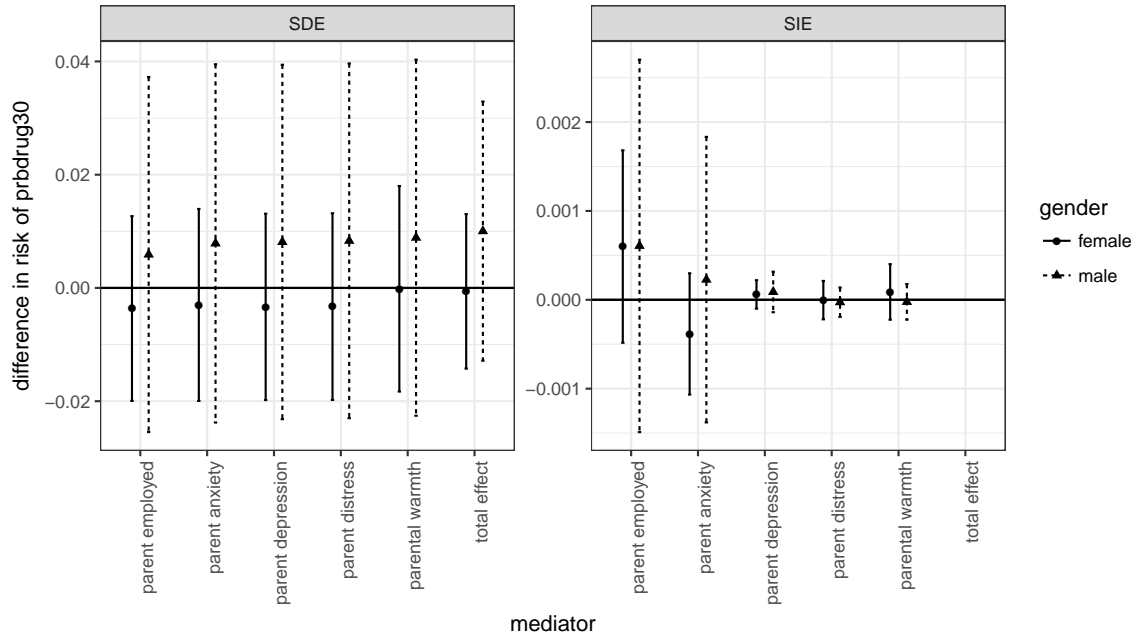 SDE
SIE
difference in risk of prbdrug30
0.04
0.02
0.00
−0.02
0.002
0.001
0.000
−0.001
parent employed
parent anxiety
parent depression
parent distress
parental warmth
total effect
parent employed
parent anxiety
parent depression
parent distress
parental warmth
total effect
mediator
gender
female
male